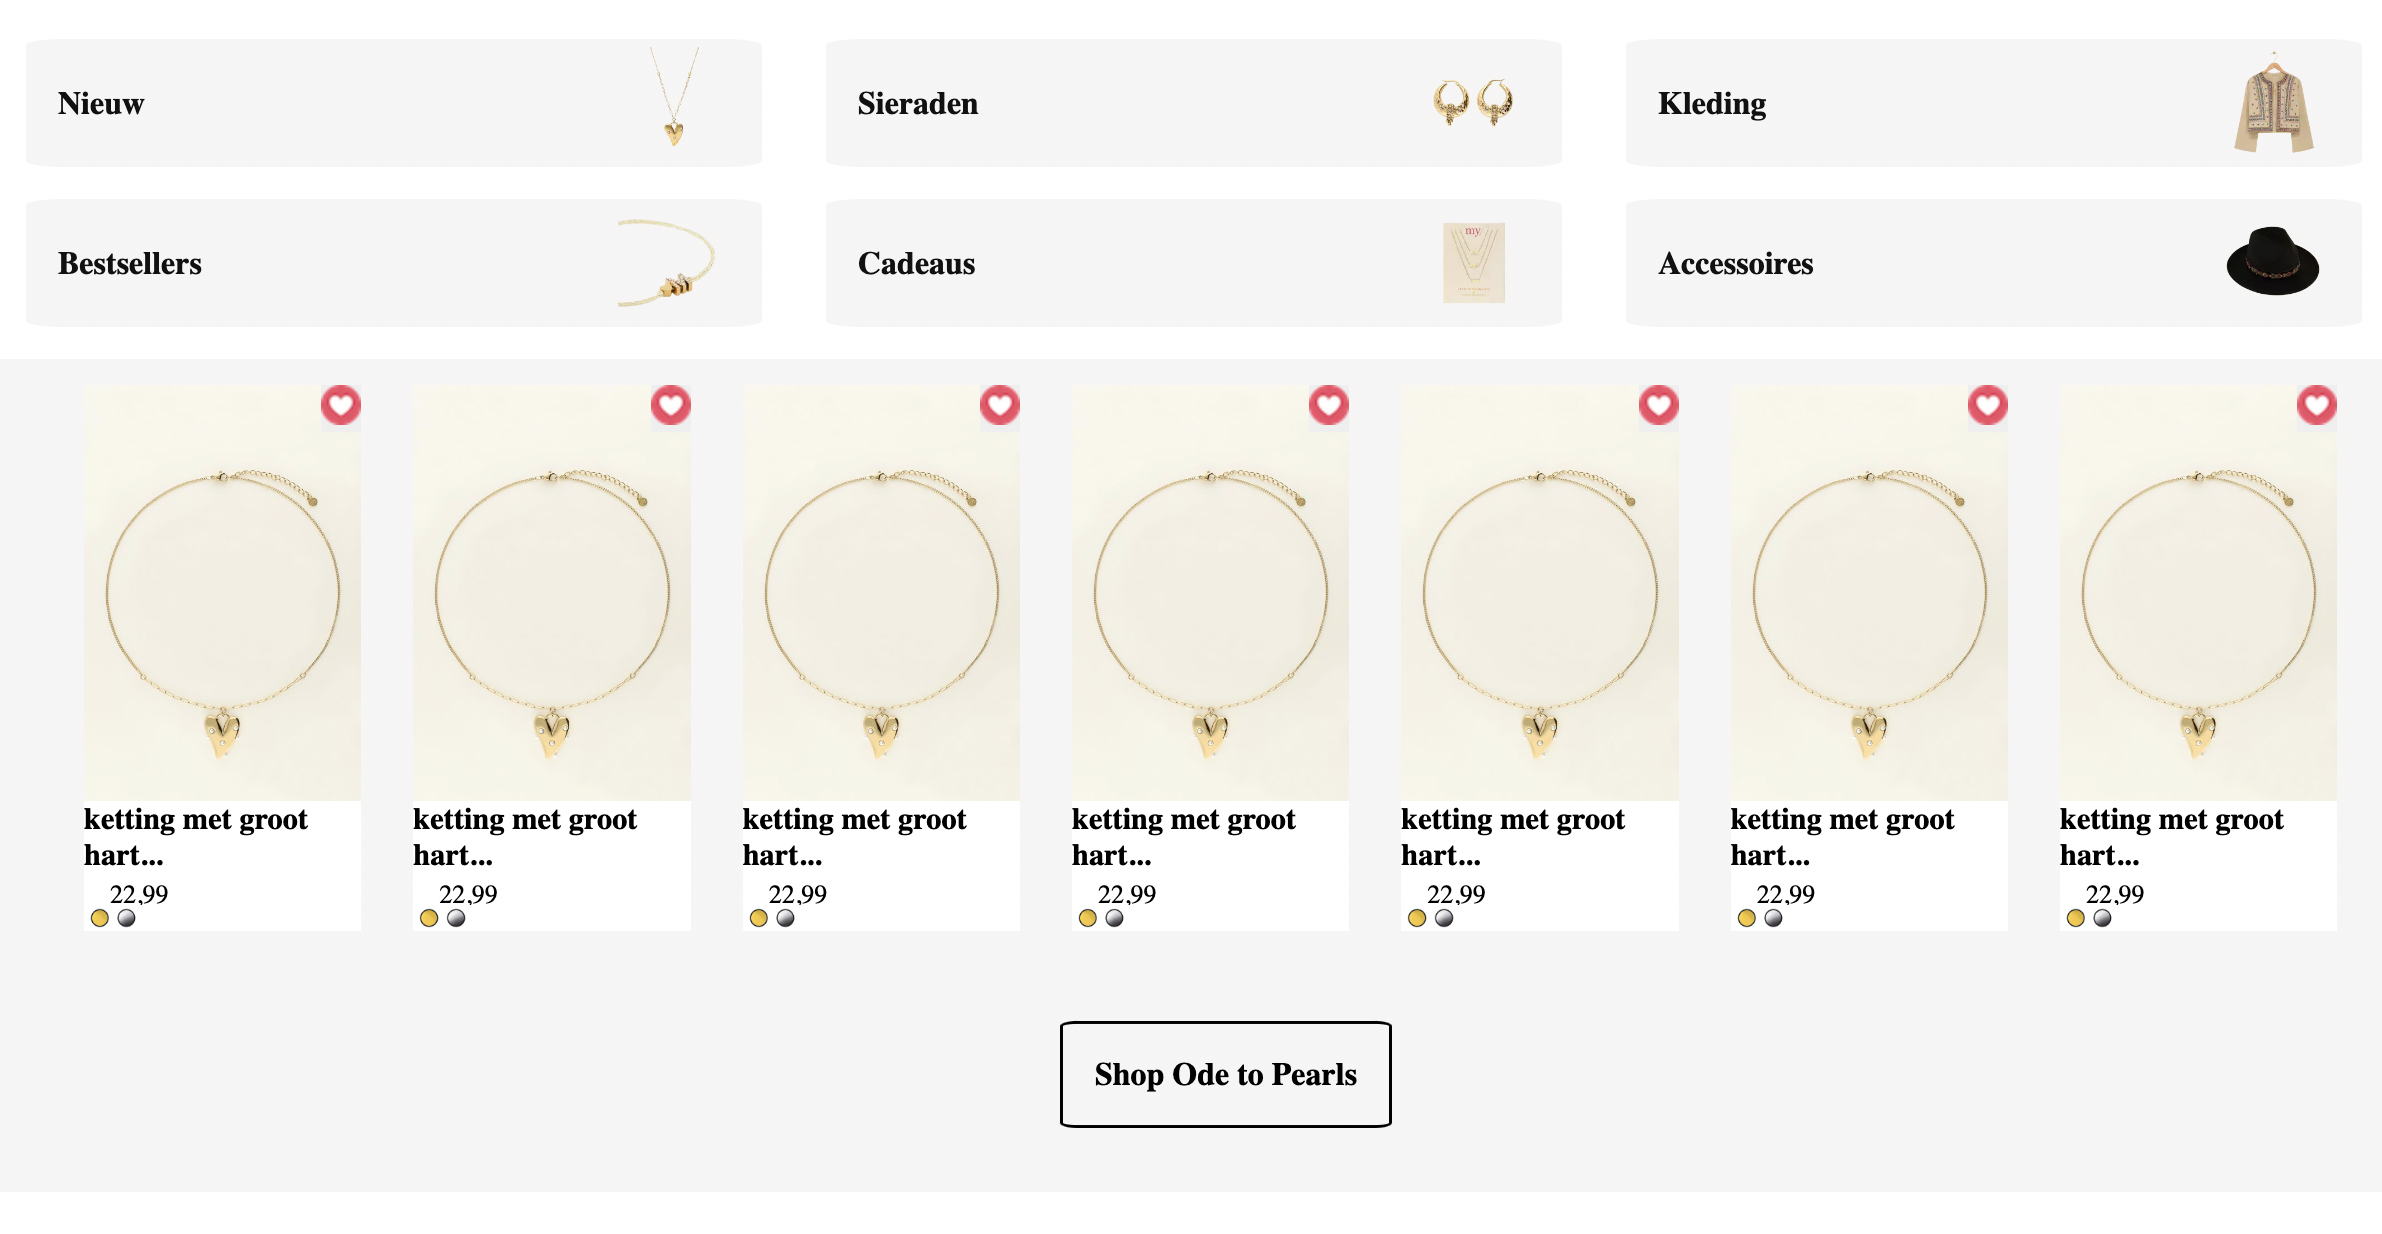 Nieuw
Sieraden
Kleding
Bestsellers
Cadeaus
my
Accessoires
ketting met groot
hart...
22,99
ketting met groot
hart...
22,99
ketting met groot
hart...
22,99
ketting met groot
hart...
22,99
ketting met groot
hart...
22,99
ketting met groot
hart...
22,99
ketting met groot
hart...
22,99
Shop Ode to Pearls